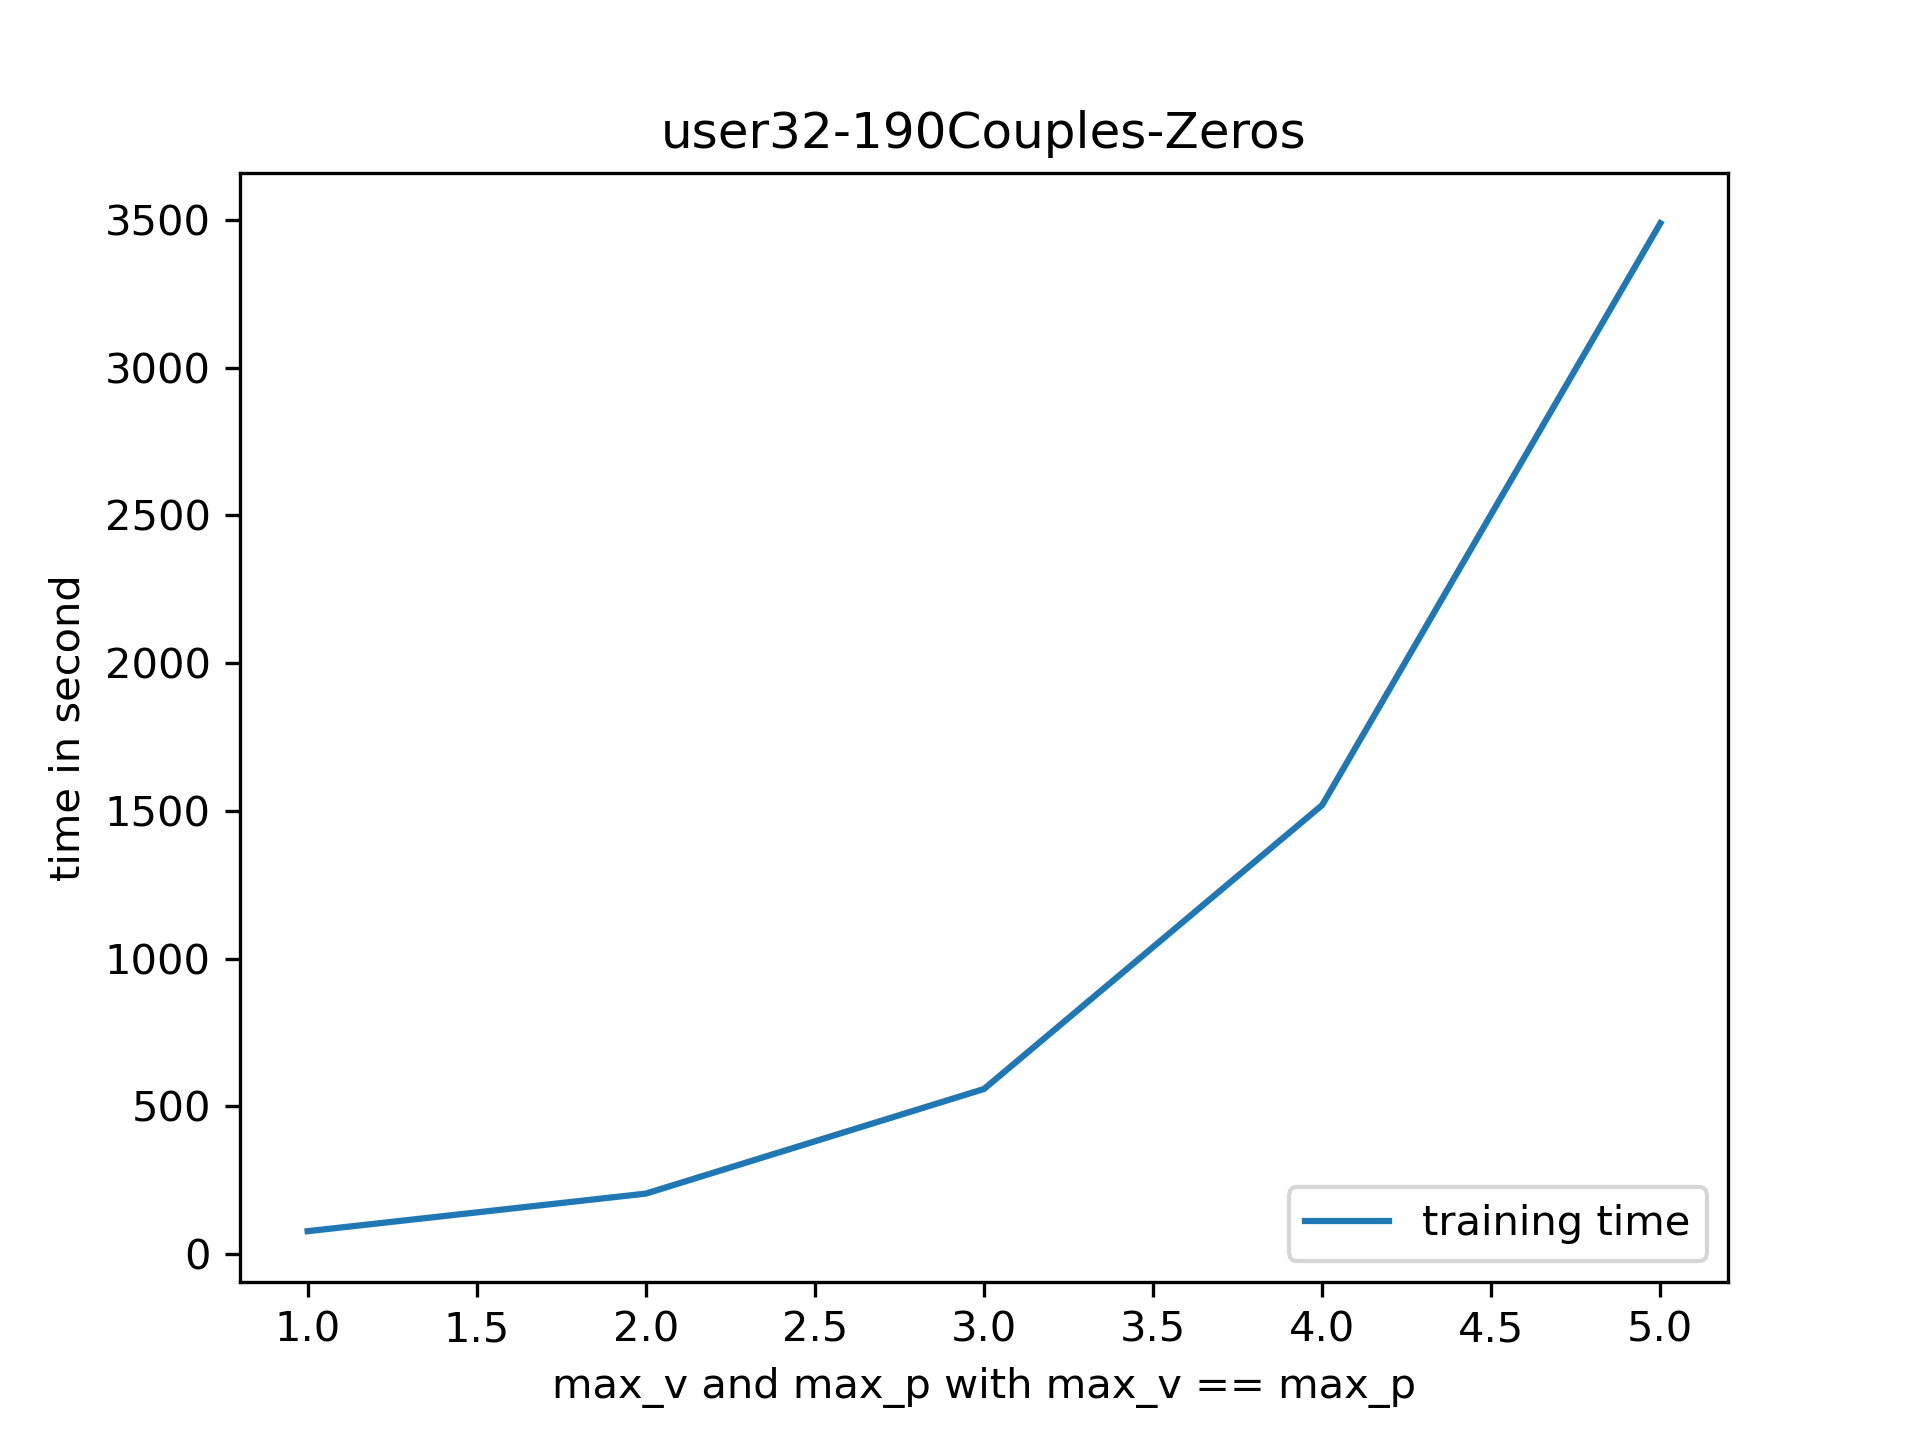 user32-190Couples-Zeros
3500
3000
2500
2000
1500
1000
500
0
time in second
training time
1.0 1.5 2.0 2.5 3.0 3.5 4.0 4.5 5.0
max_v and max_p with max_v == max_p